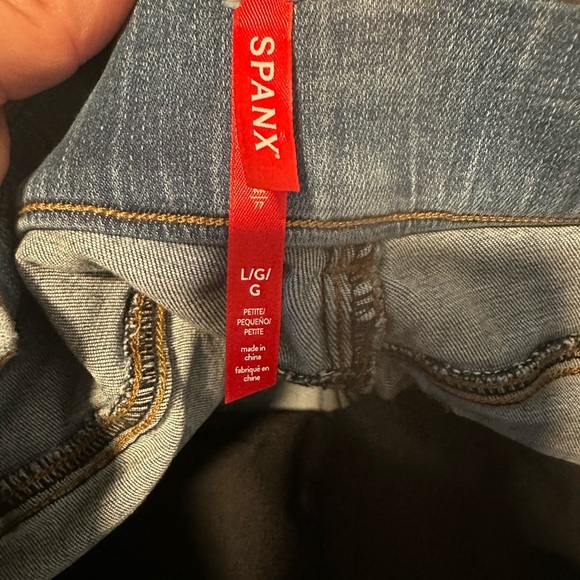 SPANX®
L/G/
G
PETITE/
PEQUEÑO/
PETITE
made in
china
fabriqué en
chine